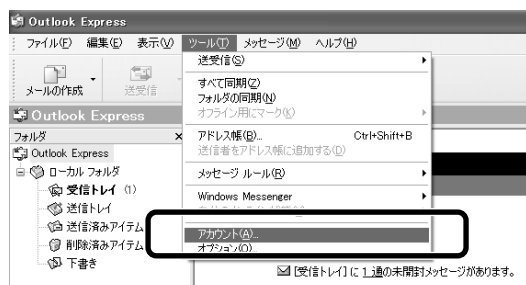 Outlook Express
ファイル(F) 編集(E) 表示(V) ツール(T) メッセージ(M) ヘルプ(H)
メールの作成 送受信
送受信(S)
すべて同期(Z)
フォルダの同期(N)
オフライン用にマーク(K)
アドレス帳(B)... Ctrl+Shift+B
送信者をアドレス帳に追加する(D)
メッセージ ルール(R)
Windows Messenger
アカウント(A)...
オプション(O)...
Outlook Express
フォルダ ×
Outlook Express
ローカル フォルダ
受信トレイ (1)
送信トレイ
送信済みアイテム
削除済みアイテム
下書き
[受信トレイ] に 1 通の未開封メッセージがあります。